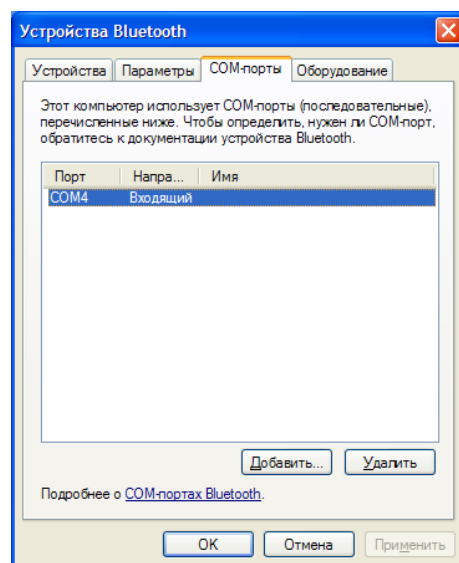 Устройства Bluetooth
Устройства Параметры COM-порты Оборудование
Этот компьютер использует COM-порты (последовательные),
перечисленные ниже. Чтобы определить, нужен ли COM-порт,
обратитесь к документации устройства Bluetooth.
Порт Напра... Имя
COM4 Входящий
Добавить... Удалить
Подробнее о COM-портах Bluetooth.
OK Отмена Применить